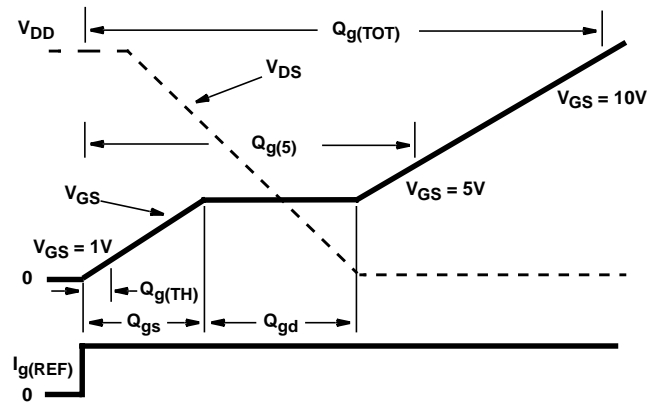 V_DD
Q_g(TOT)
V_DS
V_GS = 10V
Q_g(5)
V_GS
V_GS = 5V
V_GS = 1V
0
Q_g(TH)
Q_gs
Q_gd
I_g(REF)
0